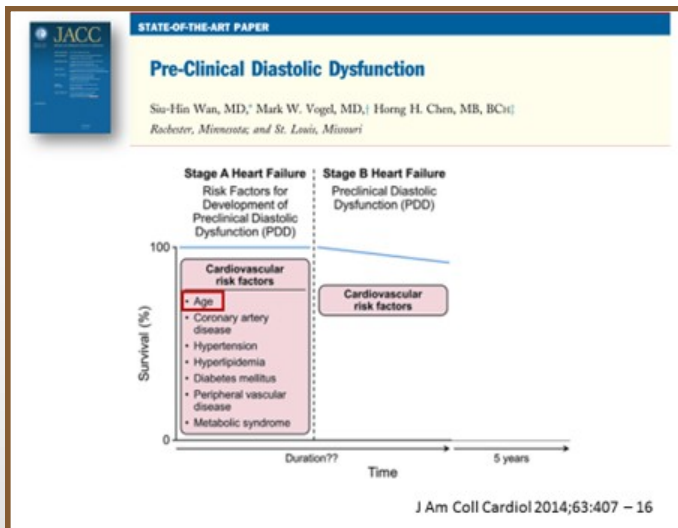 JACC
STATE-OF-THE-ART PAPER
Pre-Clinical Diastolic Dysfunction
Siu-Hin Wan, MD,* Mark W. Vogel, MD,† Horng H. Chen, MB, BCH‡
Rochester, Minnesota; and St. Louis, Missouri
Stage A Heart Failure
Risk Factors for
Development of
Preclinical Diastolic
Dysfunction (PDD)
Stage B Heart Failure
Preclinical Diastolic
Dysfunction (PDD)
100
Cardiovascular
risk factors
• Age
• Coronary artery
disease
• Hypertension
• Hyperlipidemia
• Diabetes mellitus
• Peripheral vascular
disease
• Metabolic syndrome
Cardiovascular
risk factors
Survival (%)
0
Duration??
5 years
Time
J Am Coll Cardiol 2014;63:407 – 16